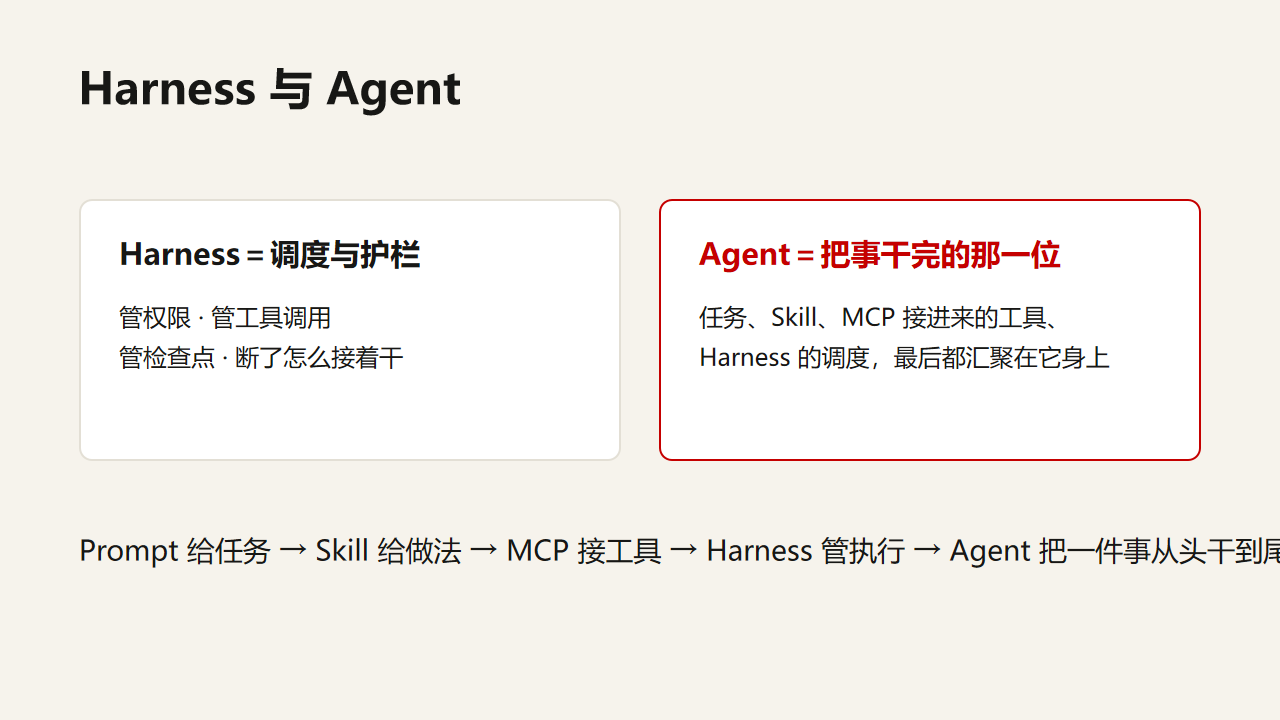 Harness 与 Agent
Harness＝调度与护栏
管权限 · 管工具调用
管检查点 · 断了怎么接着干
Agent＝把事干完的那一位
任务、Skill、MCP 接进来的工具、
Harness 的调度，最后都汇聚在它身上
Prompt 给任务 → Skill 给做法 → MCP 接工具 → Harness 管执行 → Agent 把一件事从头干到尾